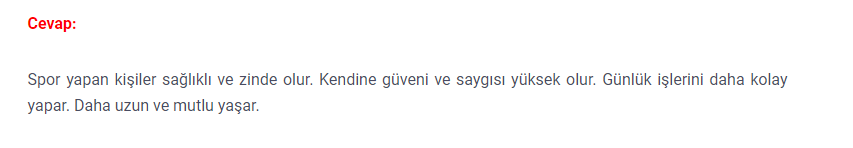 Cevap:
Spor yapan kişiler sağlıklı ve zinde olur. Kendine güveni ve saygısı yüksek olur. Günlük işlerini daha kolay
yapar. Daha uzun ve mutlu yaşar.